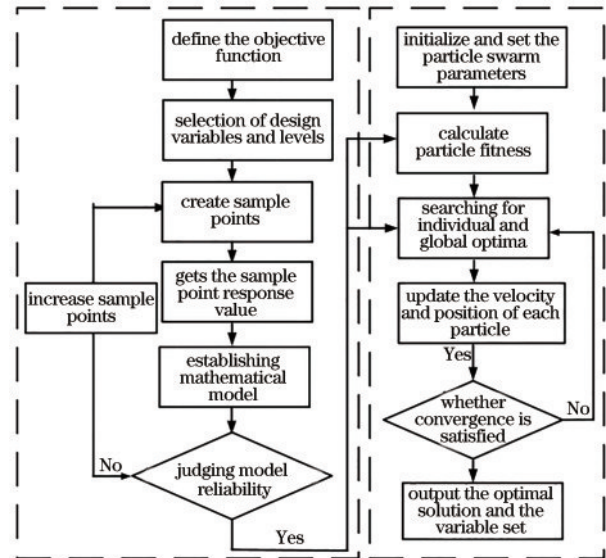 define the objective
function
selection of design
variables and levels
create sample
points
gets the sample
point response
value
increase sample
points
establishing
mathematical
model
judging model
reliability
No
Yes
initialize and set the
particle swarm
parameters
calculate
particle fitness
searching for
individual and
global optima
update the velocity
and position of each
particle
Yes
whether
convergence is
satisfied
No
output the optimal
solution and the
variable set